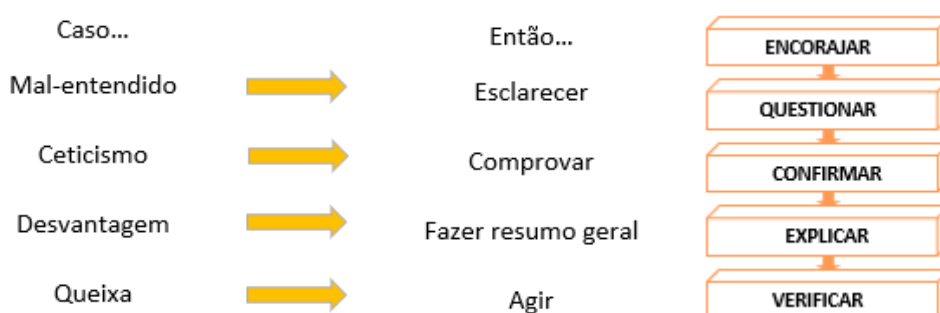 Caso...
Então...
ENCORAJAR
Mal-entendido
Esclarecer
QUESTIONAR
Ceticismo
Comprovar
CONFIRMAR
Desvantagem
Fazer resumo geral
EXPLICAR
Queixa
Agir
VERIFICAR